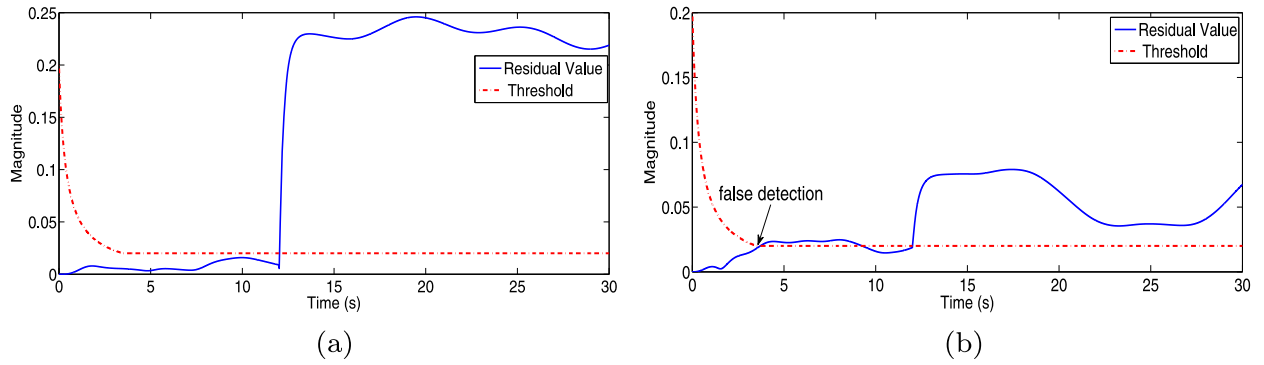 0.25
0.2
0.15
0.1
0.05
0
Magnitude
0 5 10 15 20 25 30
Time (s)
Residual Value
Threshold
(a)
0.2
0.15
0.1
0.05
0
Magnitude
0 5 10 15 20 25 30
Time (s)
Residual Value
Threshold
false detection
(b)